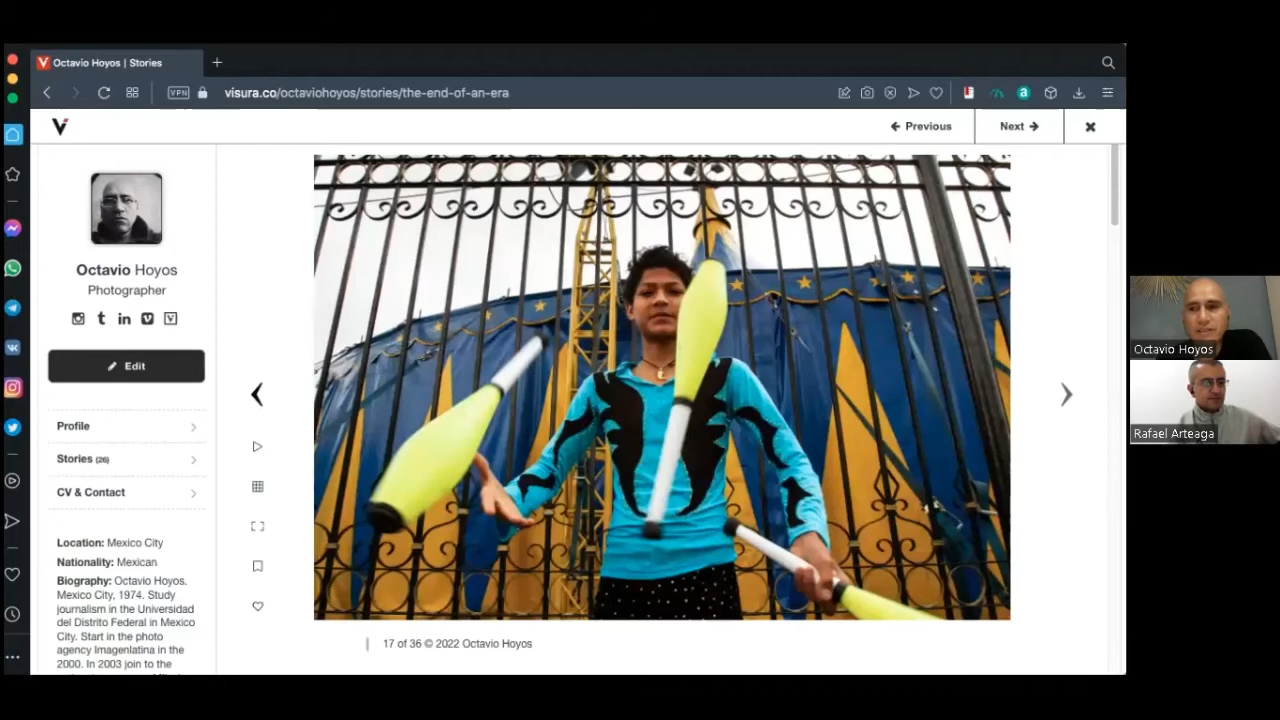 Octavio Hoyos | Stories
VPN
visura.co/octaviohoyos/stories/the-end-of-an-era
Previous
Next
Octavio Hoyos
Photographer
Edit
Profile
Stories (26)
CV & Contact
Location: Mexico City
Nationality: Mexican
Biography: Octavio Hoyos.
Mexico City, 1974. Study
journalism in the Universidad
del Distrito Federal in Mexico
City. Start in the photo
agency Imagenlatina in the
2000. In 2003 join to the
17 of 36 © 2022 Octavio Hoyos
Octavio Hoyos
Rafael Arteaga